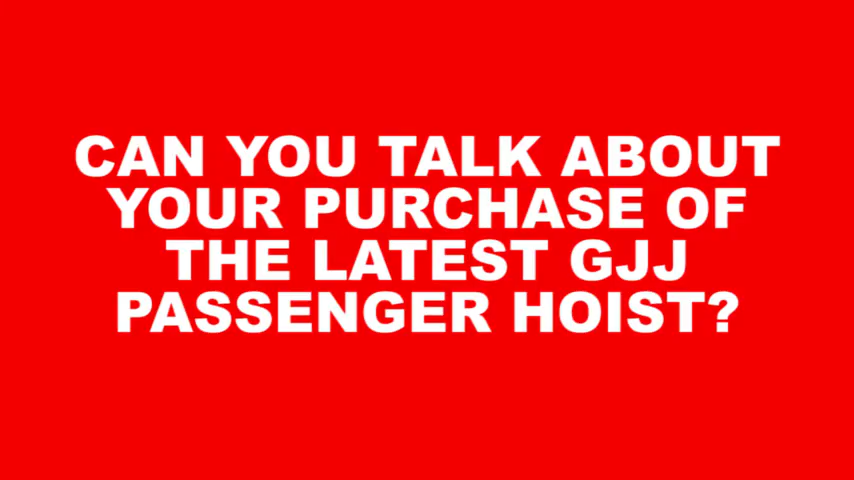 CAN YOU TALK ABOUT
YOUR PURCHASE OF
THE LATEST GJJ
PASSENGER HOIST?